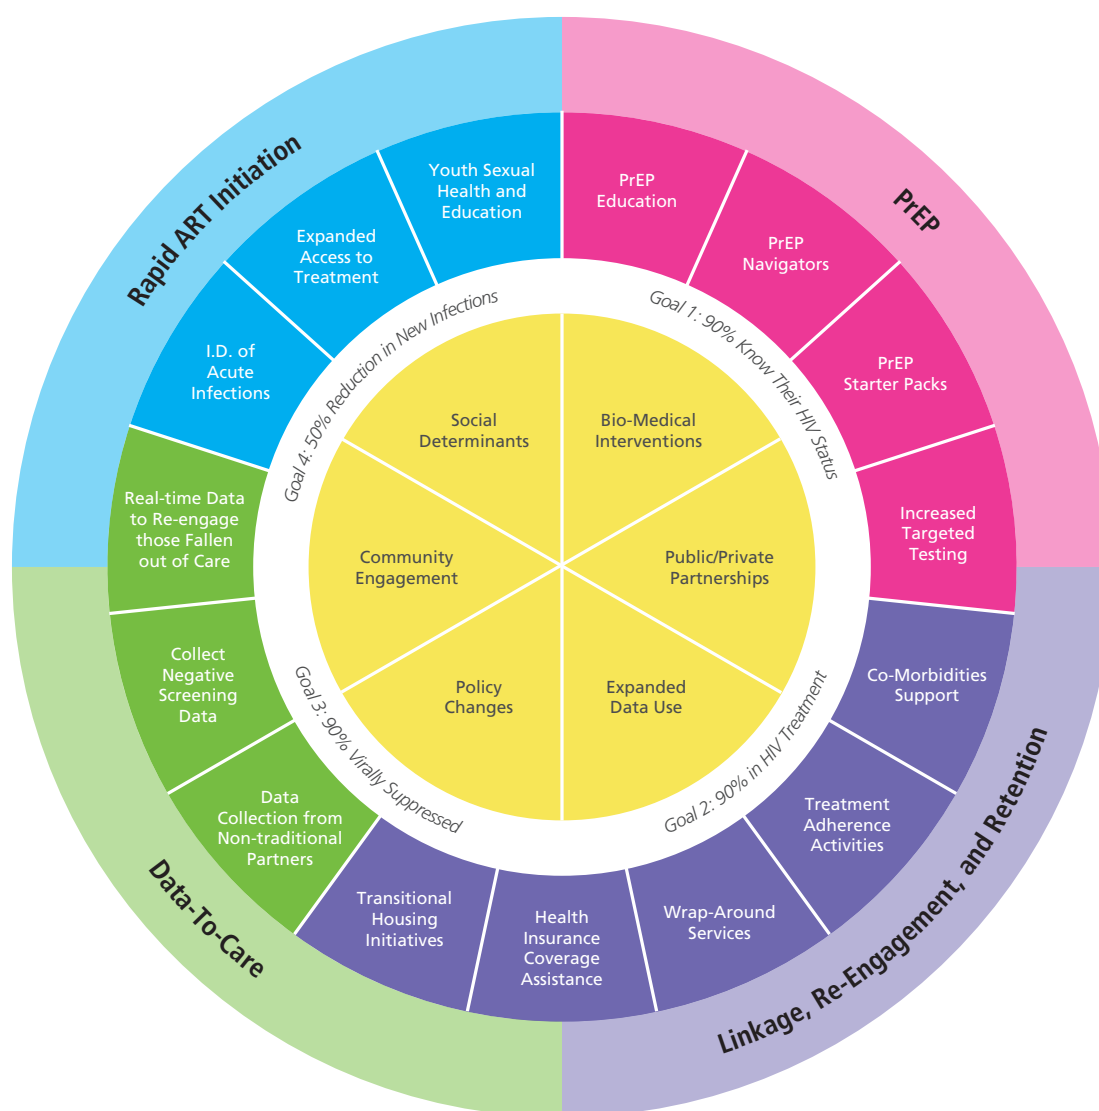 Rapid ART Initiation
PrEP
Linkage, Re-Engagement, and Retention
Data-To-Care
PrEP
Education
PrEP
Navigators
PrEP
Starter Packs
Increased
Targeted
Testing
Co-Morbidities
Support
Treatment
Adherence
Activities
Wrap-Around
Services
Health
Insurance
Coverage
Assistance
Transitional
Housing
Initiatives
Data
Collection from
Non-traditional
Partners
Collect
Negative
Screening
Data
Real-time Data
to Re-engage
those Fallen
out of Care
I.D. of
Acute
Infections
Expanded
Access to
Treatment
Youth Sexual
Health and
Education
Goal 1: 90% Know Their HIV Status
Goal 2: 90% in HIV Treatment
Goal 3: 90% Virally Suppressed
Goal 4: 50% Reduction in New Infections
Bio-Medical
Interventions
Public/Private
Partnerships
Expanded
Data Use
Policy
Changes
Community
Engagement
Social
Determinants